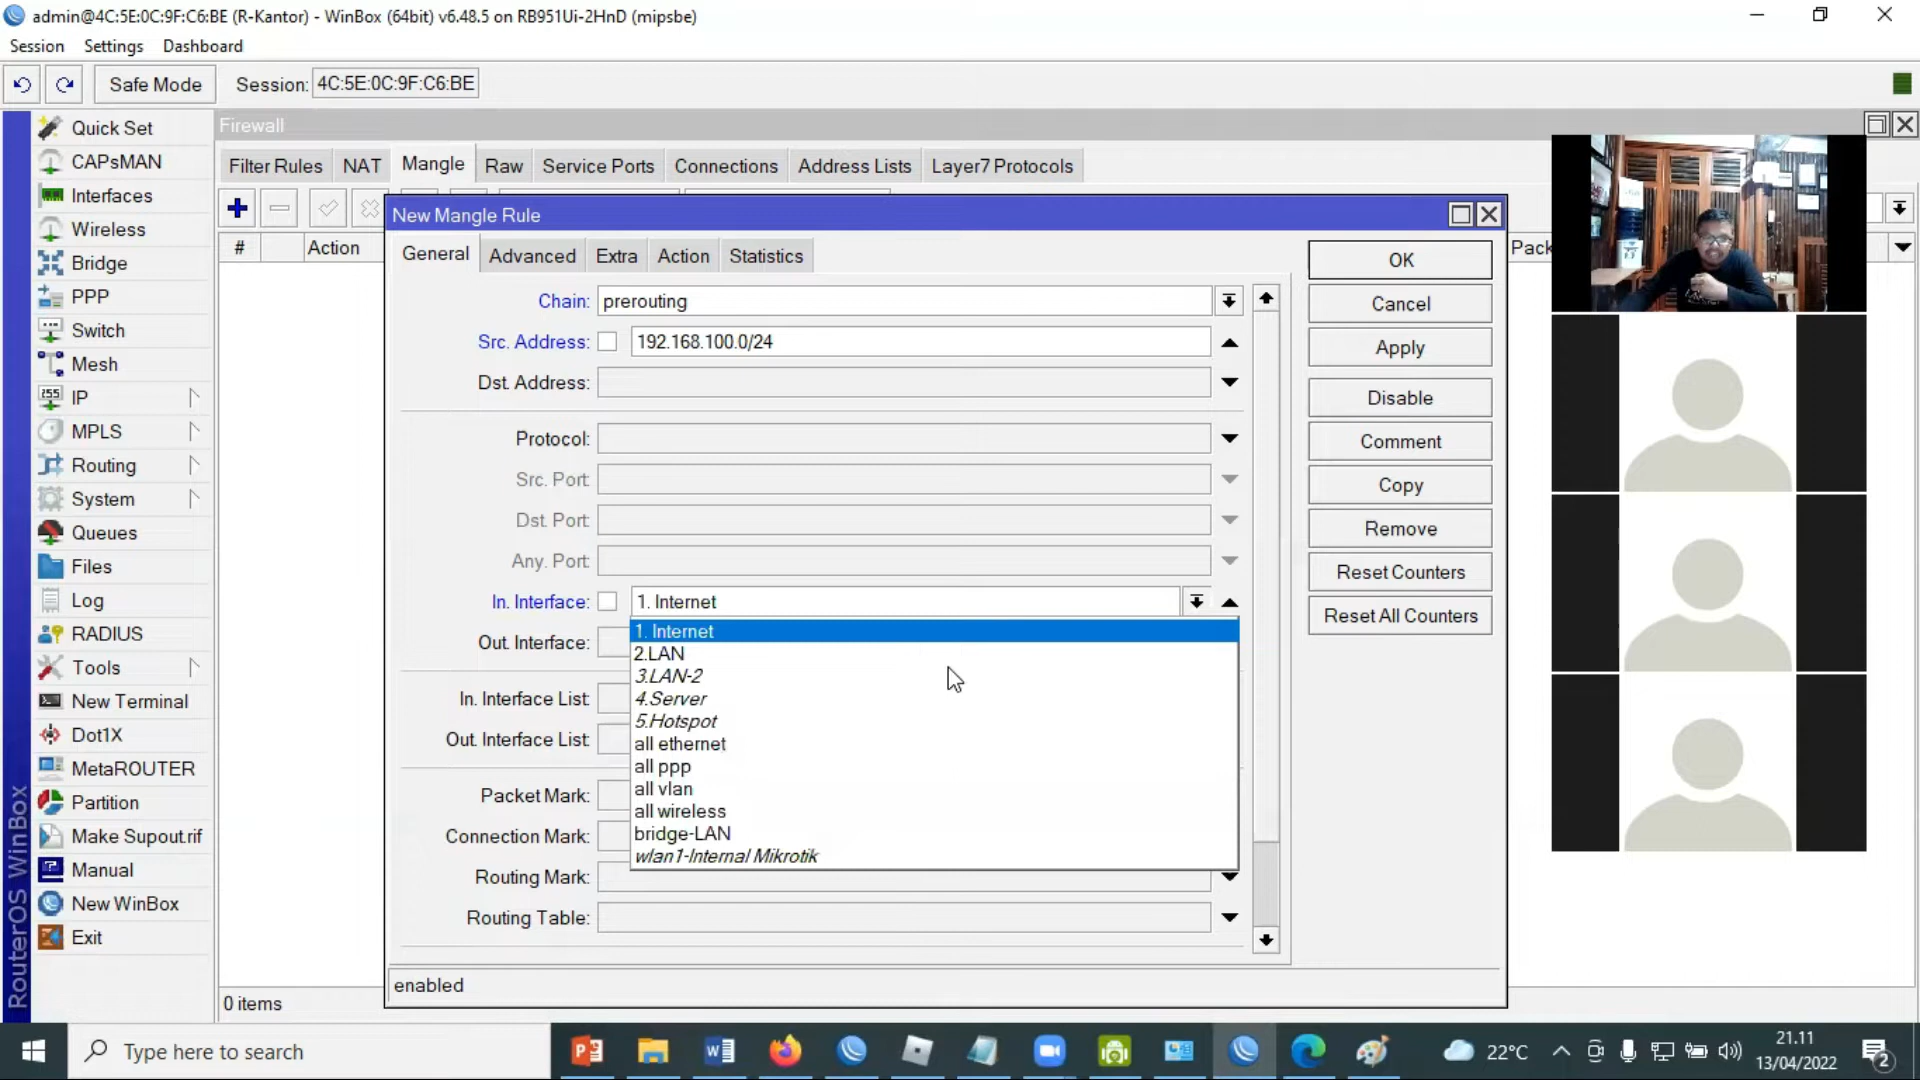 admin@4C:5E:0C:9F:C6:BE (R-Kantor) - WinBox (64bit) v6.48.5 on RB951Ui-2HnD (mipsbe)
Session Settings Dashboard
Safe Mode Session: 4C:5E:0C:9F:C6:BE
Quick Set
CAPsMAN
Interfaces
Wireless
Bridge
PPP
Switch
Mesh
IP
MPLS
Routing
System
Queues
Files
Log
RADIUS
Tools
New Terminal
Dot1X
MetaROUTER
Partition
Make Supout.rif
Manual
New WinBox
Exit
RouterOS WinBox
Firewall
Filter Rules NAT Mangle Raw Service Ports Connections Address Lists Layer7 Protocols
# Action Pack
New Mangle Rule
General Advanced Extra Action Statistics
Chain: prerouting
Src. Address: 192.168.100.0/24
Dst. Address:
Protocol:
Src. Port:
Dst. Port:
Any. Port:
In. Interface: 1. Internet
Out. Interface:
1. Internet
2.LAN
3.LAN-2
4.Server
5.Hotspot
all ethernet
all ppp
all vlan
all wireless
bridge-LAN
wlan1-Internal Mikrotik
In. Interface List:
Out. Interface List:
Packet Mark:
Connection Mark:
Routing Mark:
Routing Table:
enabled
OK
Cancel
Apply
Disable
Comment
Copy
Remove
Reset Counters
Reset All Counters
0 items
Type here to search
22°C
21.11
13/04/2022
2